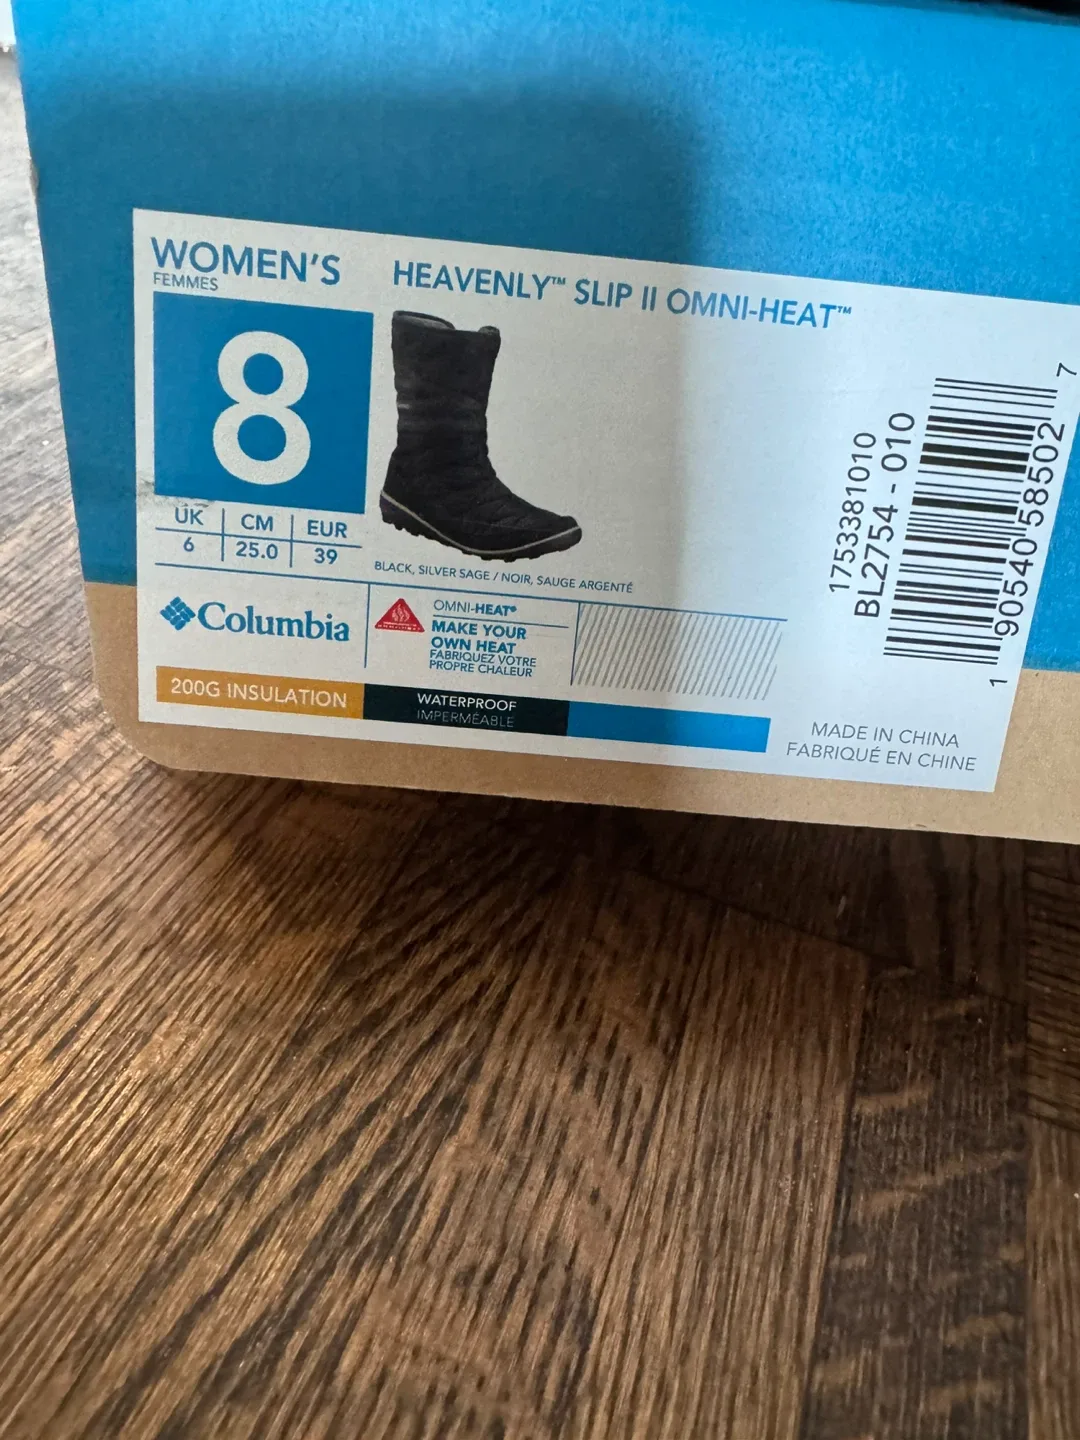 WOMEN'S
FEMMES
HEAVENLY™ SLIP II OMNI-HEAT™
8
UK CM EUR
6 25.0 39
BLACK, SILVER SAGE / NOIR, SAUGE ARGENTÉ
Columbia
OMNI-HEAT®
MAKE YOUR
OWN HEAT
FABRIQUEZ VOTRE
PROPRE CHALEUR
200G INSULATION
WATERPROOF
IMPERMÉABLE
1753381010
BL2754 - 010
1 90540 58502 7
MADE IN CHINA
FABRIQUÉ EN CHINE